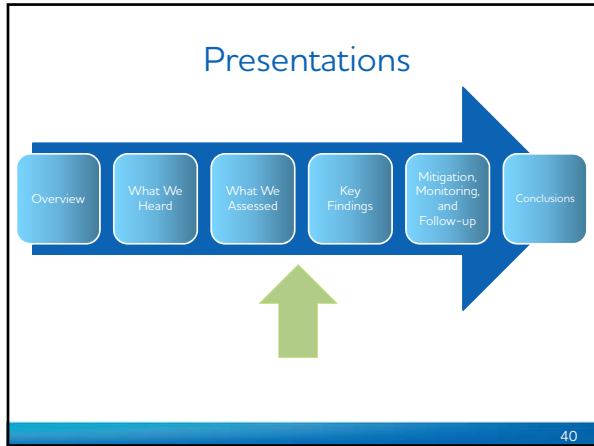 Presentations
Overview
What We
Heard
What We
Assessed
Key
Findings
Mitigation,
Monitoring,
and
Follow-up
Conclusions
40